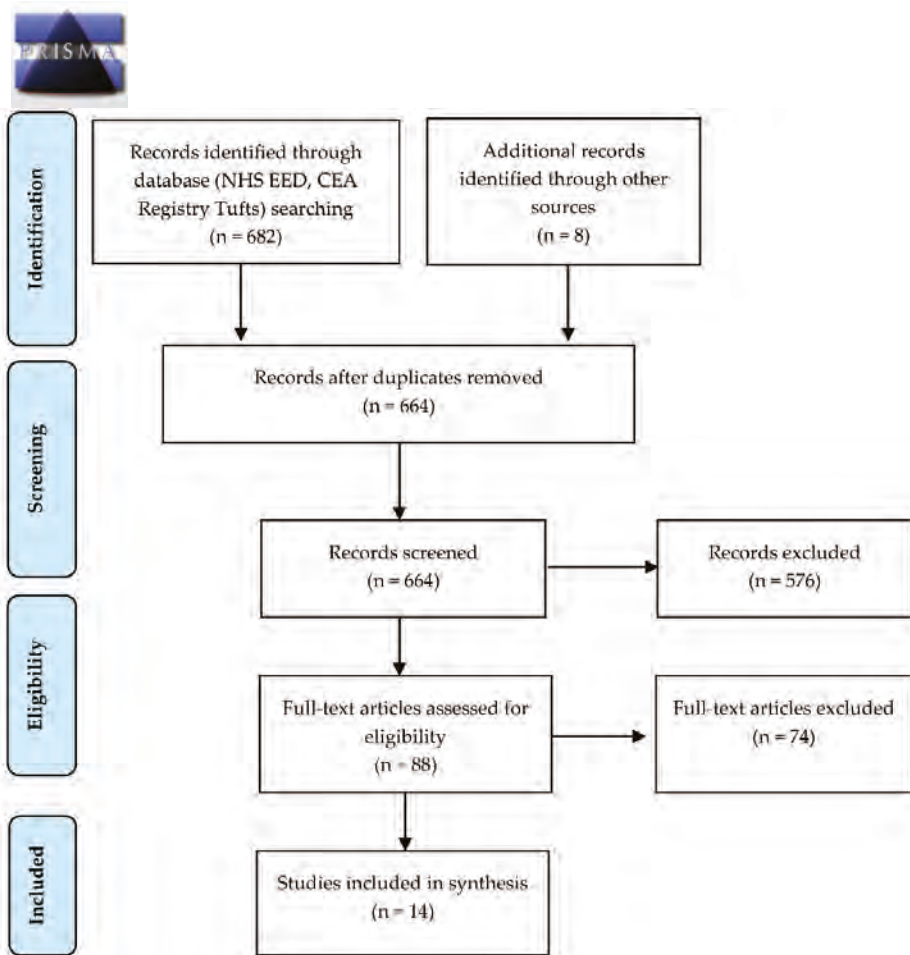 PRISMA
Identification
Records identified through
database (NHS EED, CEA
Registry Tufts) searching
(n = 682)
Additional records
identified through other
sources
(n = 8)
Records after duplicates removed
(n = 664)
Screening
Records screened
(n = 664)
Records excluded
(n = 576)
Eligibility
Full-text articles assessed for
eligibility
(n = 88)
Full-text articles excluded
(n = 74)
Included
Studies included in synthesis
(n = 14)